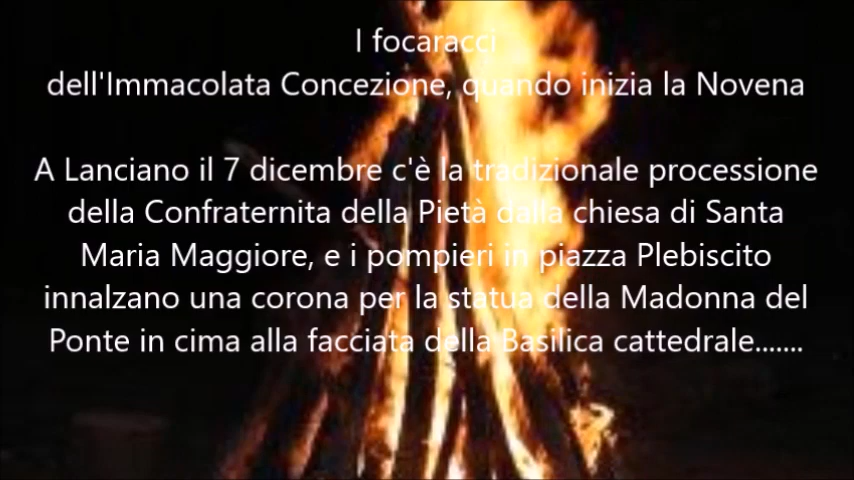 I focaracci
dell'Immacolata Concezione, quando inizia la Novena
A Lanciano il 7 dicembre c'è la tradizionale processione
della Confraternita della Pietà dalla chiesa di Santa
Maria Maggiore, e i pompieri in piazza Plebiscito
innalzano una corona per la statua della Madonna del
Ponte in cima alla facciata della Basilica cattedrale.......